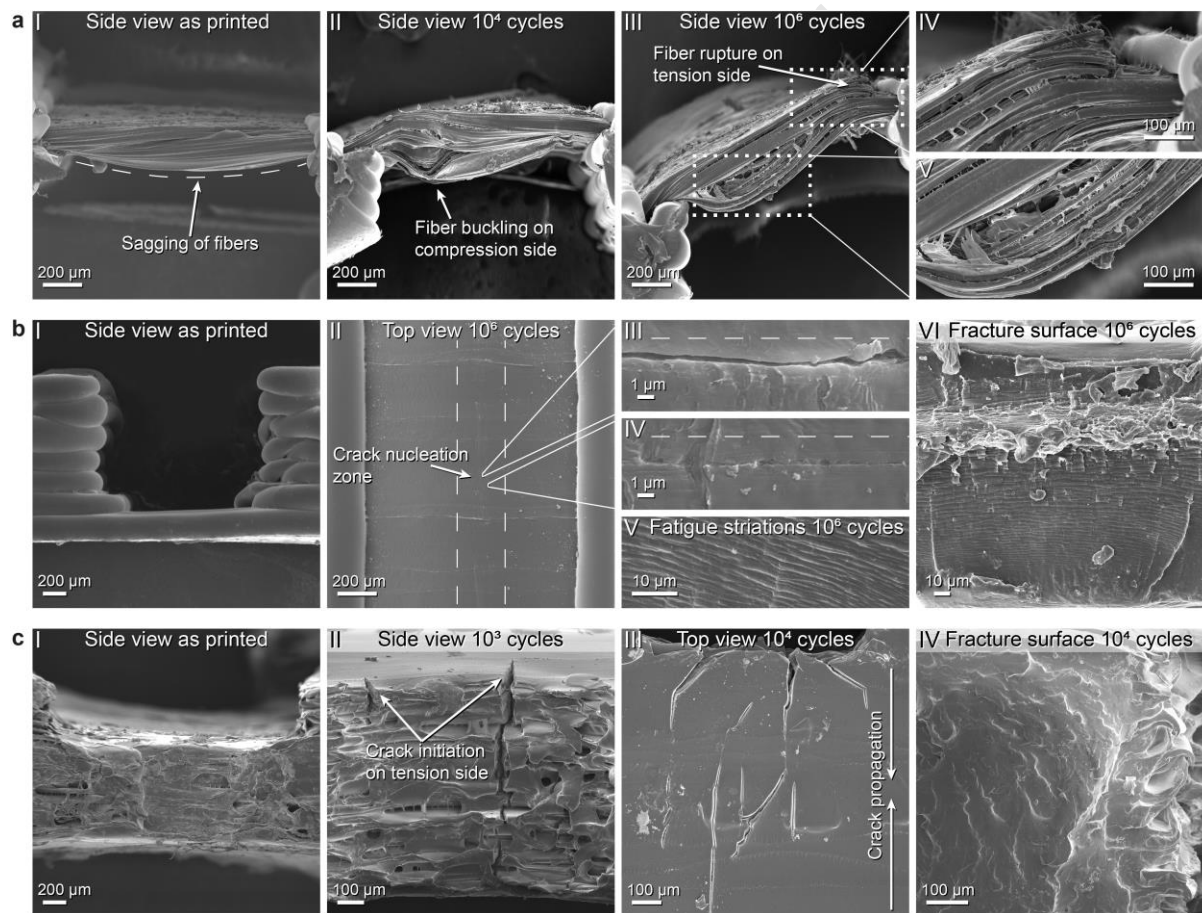 a
I Side view as printed
Sagging of fibers
200 µm
II Side view 10⁴ cycles
Fiber buckling on
compression side
200 µm
III Side view 10⁶ cycles
Fiber rupture on
tension side
200 µm
IV
100 µm
V
100 µm
b
I Side view as printed
200 µm
II Top view 10⁶ cycles
Crack nucleation
zone
200 µm
III
1 µm
IV
1 µm
V Fatigue striations 10⁶ cycles
10 µm
VI Fracture surface 10⁶ cycles
10 µm
c
I Side view as printed
200 µm
II Side view 10³ cycles
Crack initiation
on tension side
100 µm
III Top view 10⁴ cycles
Crack propagation
100 µm
IV Fracture surface 10⁴ cycles
100 µm